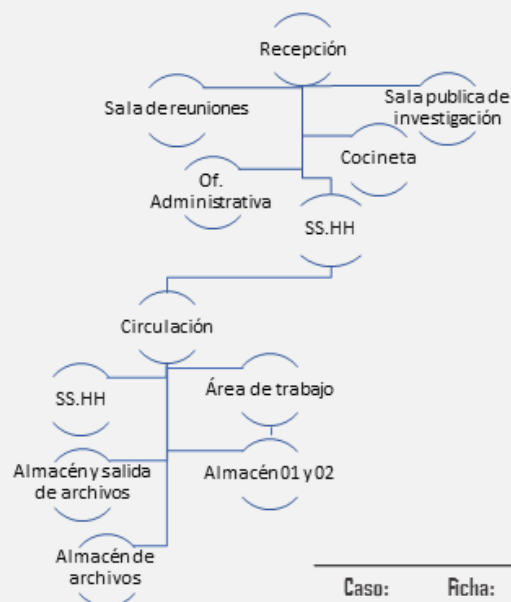 Recepción
Sala de reuniones
Sala publica de
investigación
Cocineta
Of.
Administrativa
SS.HH
Circulación
SS.HH
Área de trabajo
Almacén y salida
de archivos
Almacén 01 y 02
Almacén de
archivos
Caso: Ficha: